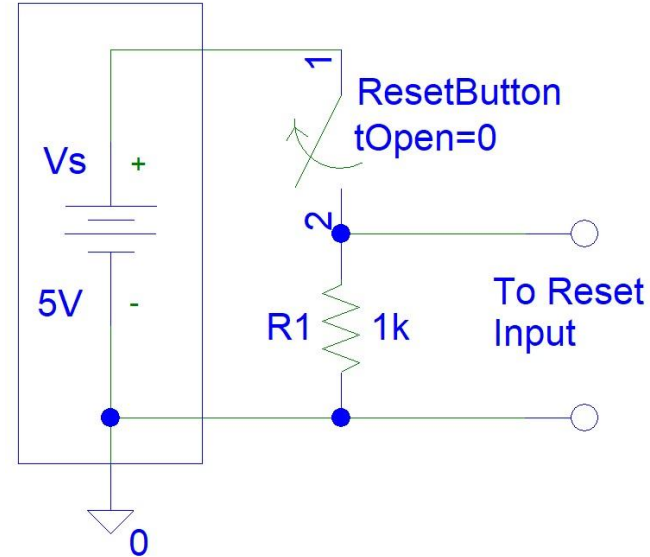 1
ResetButton
tOpen=0
Vs
+
2
5V
-
R1
1k
To Reset
Input
0